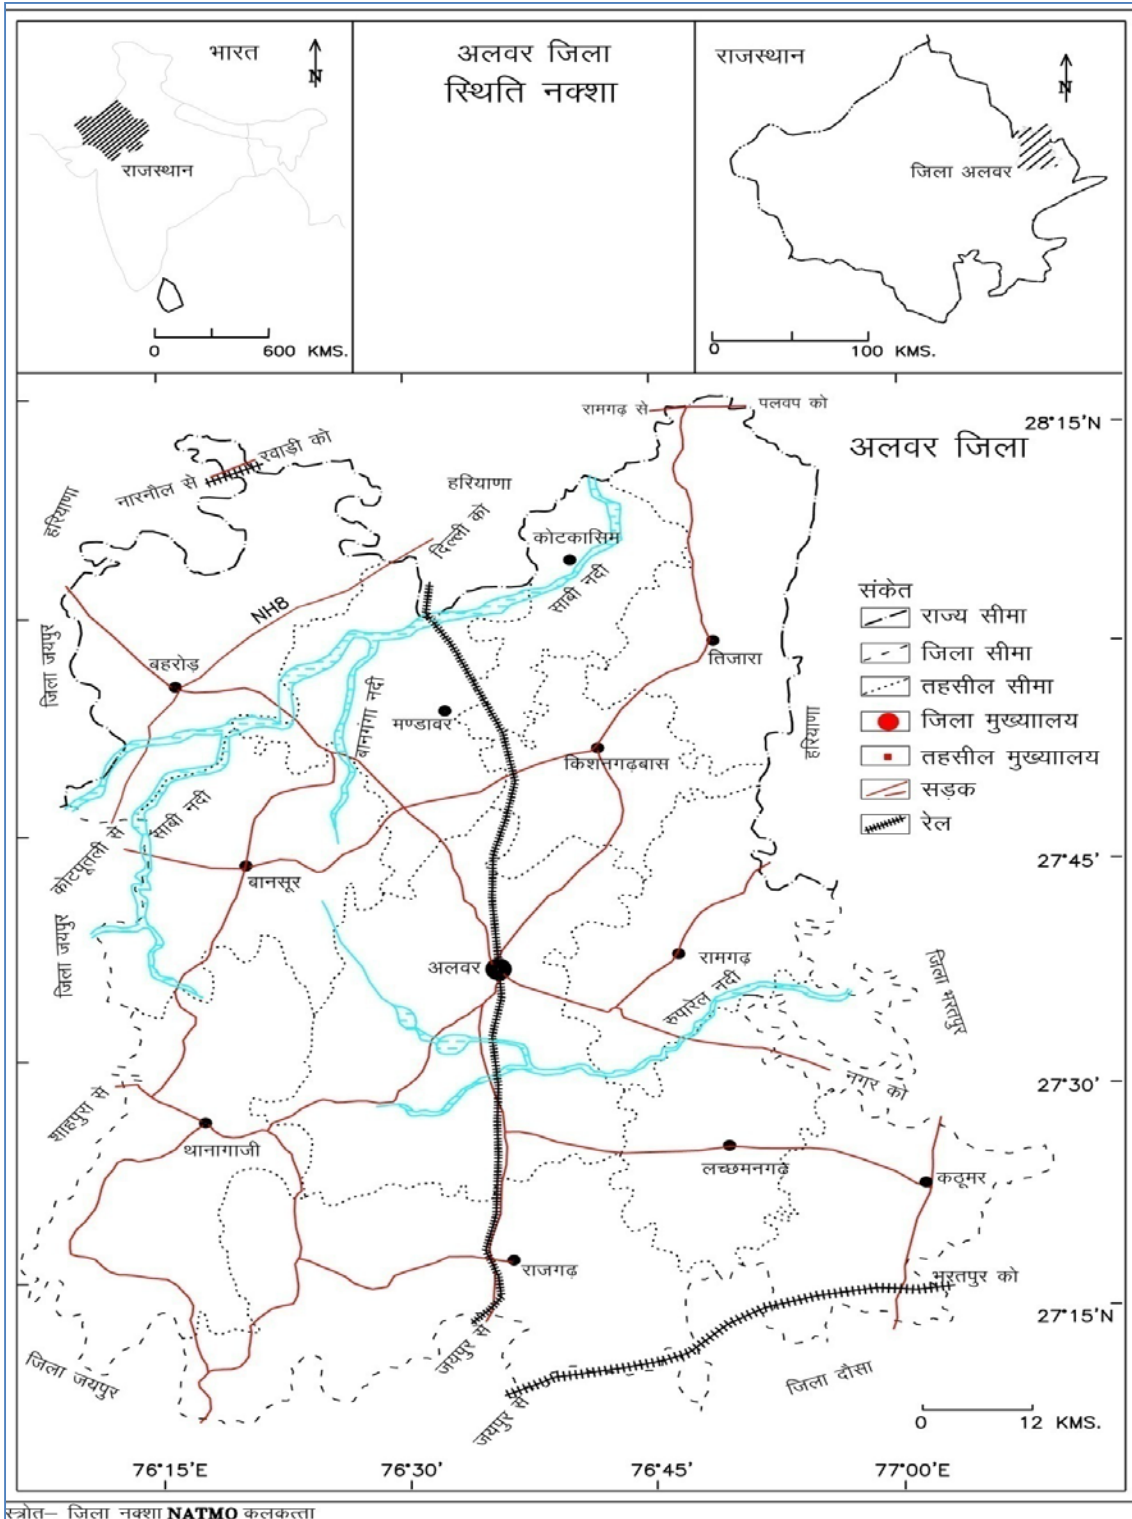 भारत
N
राजस्थान
0 600 KMS.
अलवर जिला
स्थिति नक्शा
राजस्थान
N
जिला अलवर
0 100 KMS.
रामगढ़ से
पलवप को
28°15'N
अलवर जिला
रवाड़ी को
नारनौल से
हरियाणा
हरियाणा
दिल्ली को
कोटकासिम
साबी नदी
NH8
जिला जयपुर
बहरोड़
तिजारा
बानगंगा नदी
मण्डावर
किशनगढ़बास
हरियाणा
संकेत
राज्य सीमा
जिला सीमा
तहसील सीमा
जिला मुख्याालय
तहसील मुख्याालय
सड़क
रेल
साबी नदी
कोटपूतली से
बानसूर
27°45'
जिला जयपुर
अलवर
रामगढ़
रुपारेल नदी
जिला भरतपुर
नगर को
27°30'
शाहपुरा से
थानागाजी
लच्छमनगढ़
कठूमर
राजगढ़
भरतपुर को
27°15'N
जयपुर से
जिला जयपुर
जयपुर से
जिला दौसा
0 12 KMS.
76°15'E 76°30' 76°45' 77°00'E
स्त्रोत– जिला नक्शा NATMO कलकत्ता